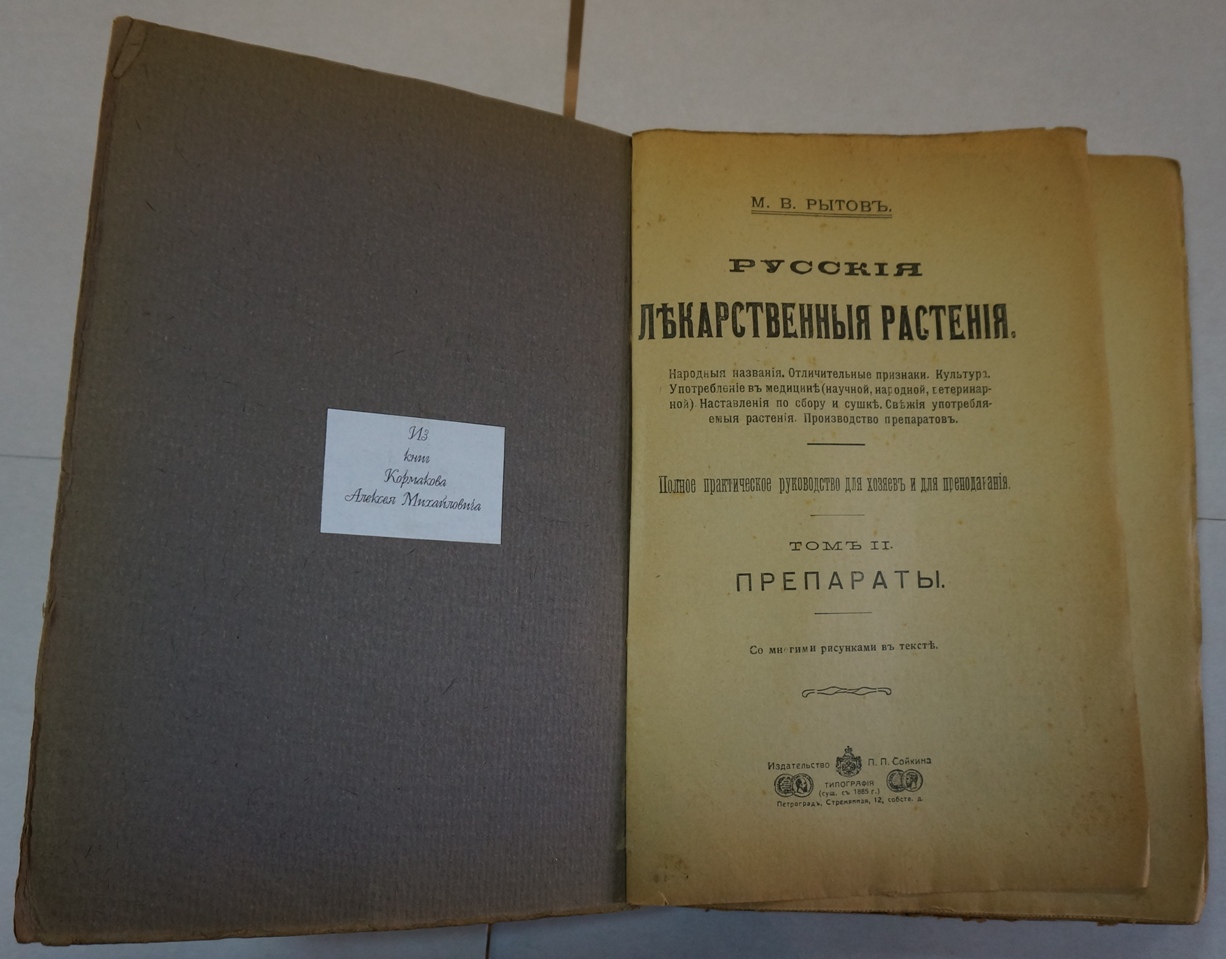 Из
книг
Кормакова
Алексея Михайловича
М. В. РЫТОВЪ.
РУССКІЯ
ЛѢКАРСТВЕННЫЯ РАСТЕНІЯ.
Народныя названія. Отличительные признаки. Культура.
Употребленіе въ медицинѣ (научной, народной, ветеринар-
ной). Наставленія по сбору и сушкѣ. Свѣжія употребля-
емыя растенія. Производство препаратовъ.
Полное практическое руководство для хозяевъ и для преподаванія.
ТОМЪ II.
ПРЕПАРАТЫ.
Со многими рисунками въ текстѣ.
Издательство П. П. Сойкина
ТИПОГРАФІЯ
(сущ. съ 1885 г.)
Петроградъ, Стремянная, 12, собств. д.